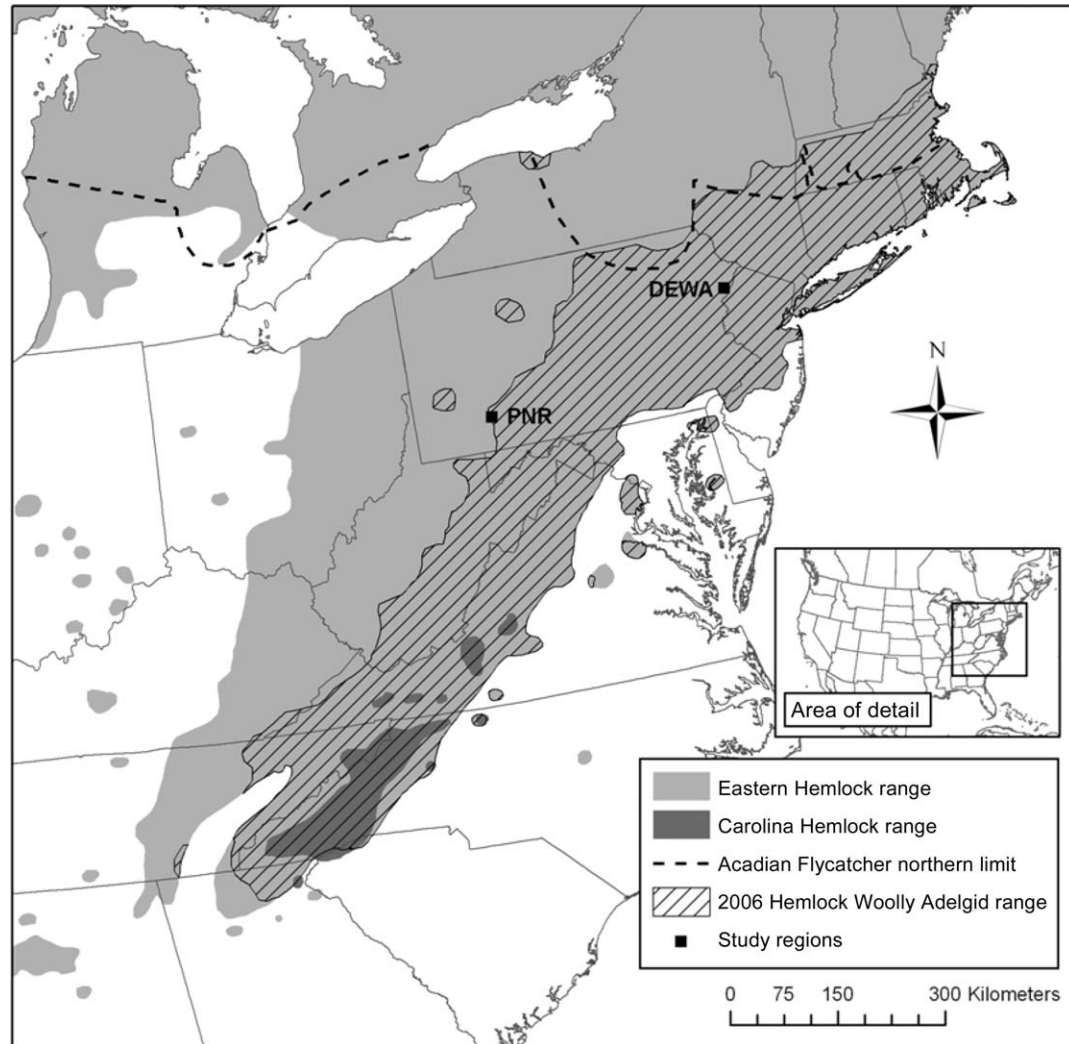 DEWA
PNR
N
Area of detail
Eastern Hemlock range
Carolina Hemlock range
Acadian Flycatcher northern limit
2006 Hemlock Woolly Adelgid range
Study regions
0 75 150 300 Kilometers